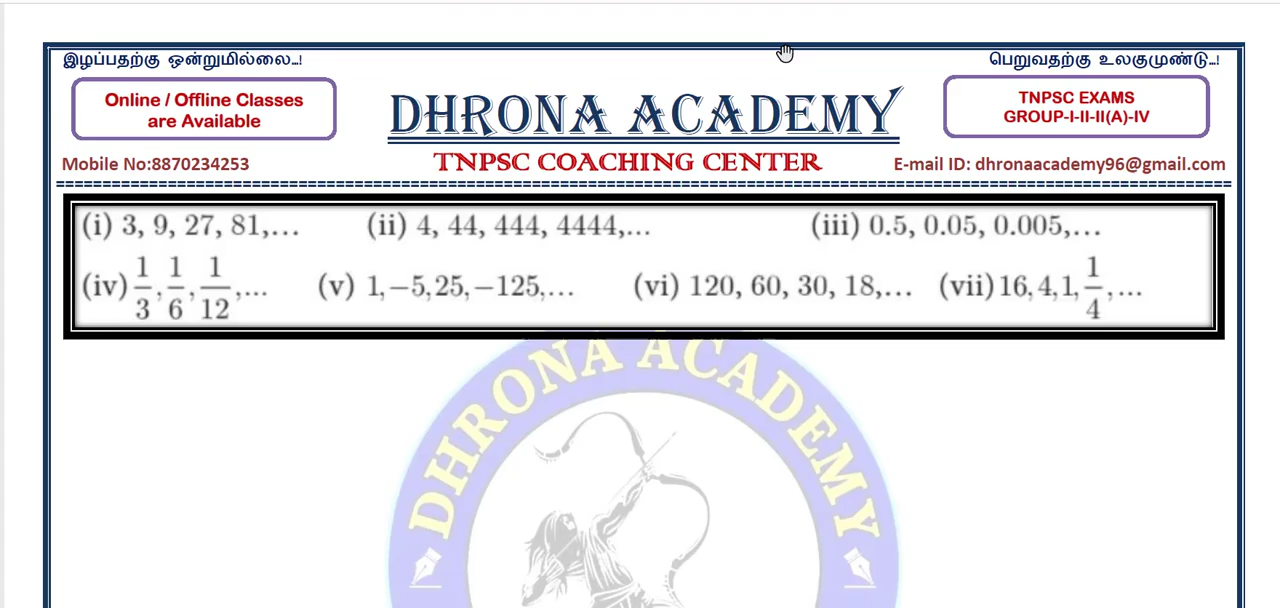 இழப்பதற்கு ஒன்றுமில்லை...! பெறுவதற்கு உலகமுண்டு...!
Online / Offline Classes
are Available
DHRONA ACADEMY
TNPSC EXAMS
GROUP-I-II-II(A)-IV
Mobile No:8870234253 TNPSC COACHING CENTER E-mail ID: dhronaacademy96@gmail.com
(i) 3, 9, 27, 81,... (ii) 4, 44, 444, 4444,... (iii) 0.5, 0.05, 0.005,...
(iv) 1/3, 1/6, 1/12,... (v) 1,−5,25,−125,... (vi) 120, 60, 30, 18,... (vii) 16,4,1, 1/4,...
DHRONA ACADEMY